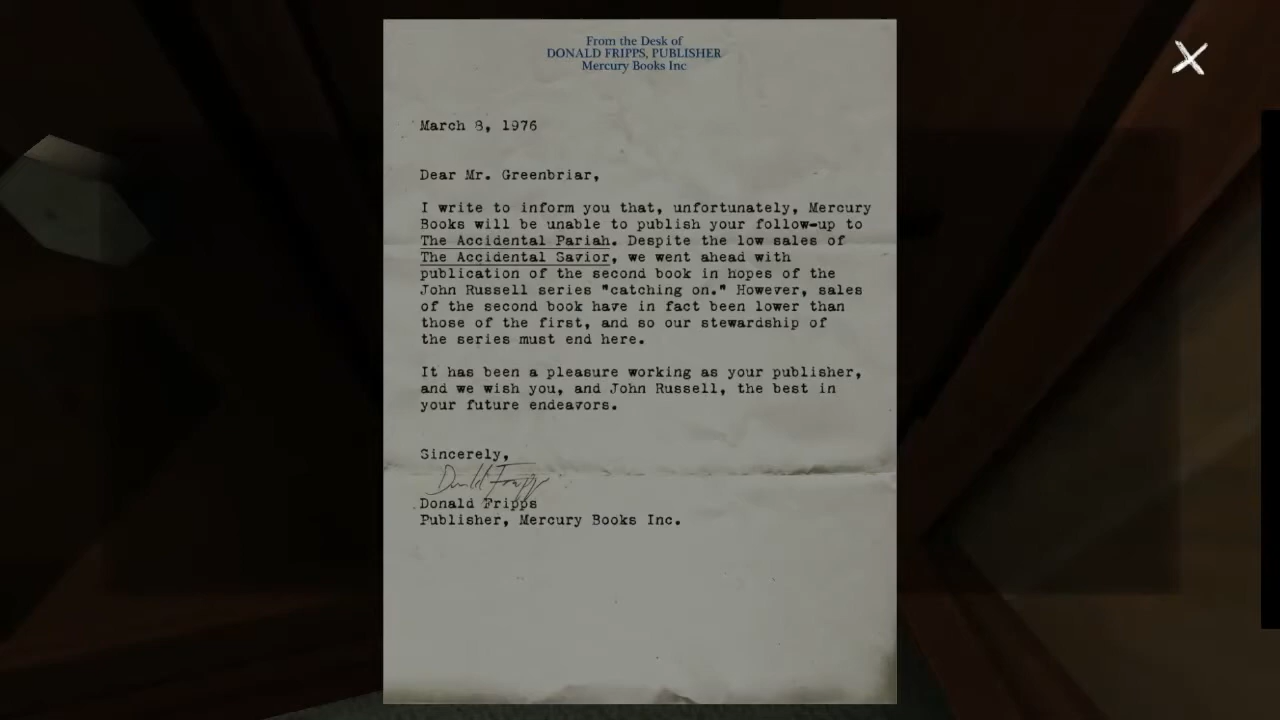 From the Desk of
DONALD FRIPPS, PUBLISHER
Mercury Books Inc
March 8, 1976
Dear Mr. Greenbriar,
I write to inform you that, unfortunately, Mercury
Books will be unable to publish your follow-up to
The Accidental Pariah. Despite the low sales of
The Accidental Savior, we went ahead with
publication of the second book in hopes of the
John Russell series "catching on." However, sales
of the second book have in fact been lower than
those of the first, and so our stewardship of
the series must end here.
It has been a pleasure working as your publisher,
and we wish you, and John Russell, the best in
your future endeavors.
Sincerely,
Donald Fripps
Donald Fripps
Publisher, Mercury Books Inc.